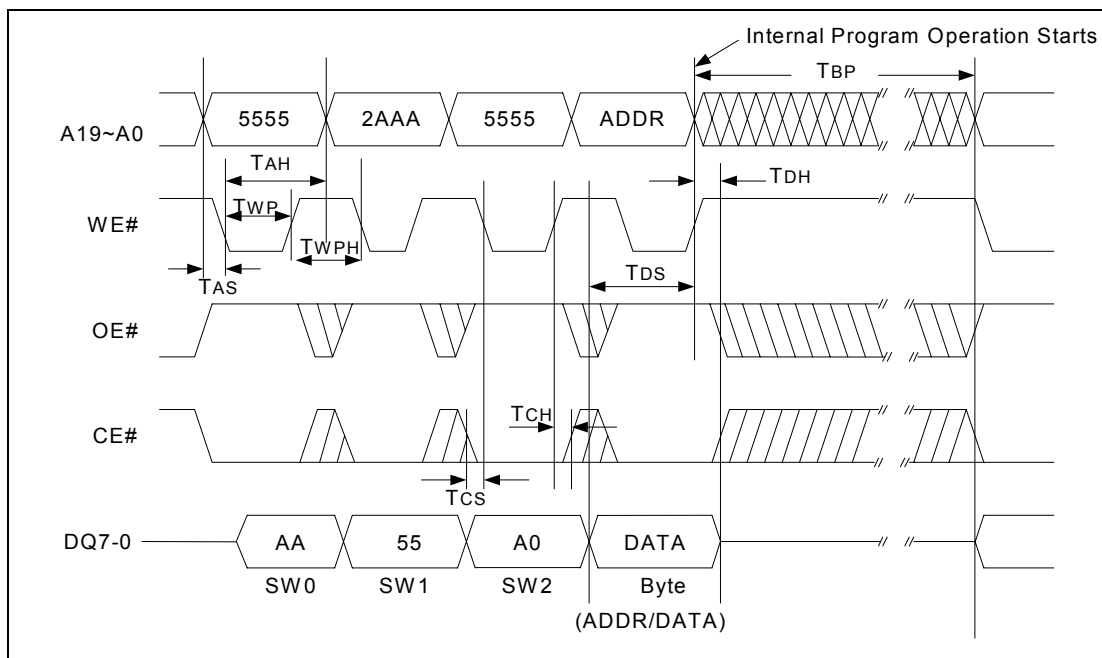 Internal Program Operation Starts
TBP
A19~A0
5555
2AAA
5555
ADDR
TAH
TDH
WE#
TWP
TWPH
TDS
TAS
OE#
CE#
TCH
TCS
DQ7-0
AA
55
A0
DATA
SW0
SW1
SW2
Byte
(ADDR/DATA)